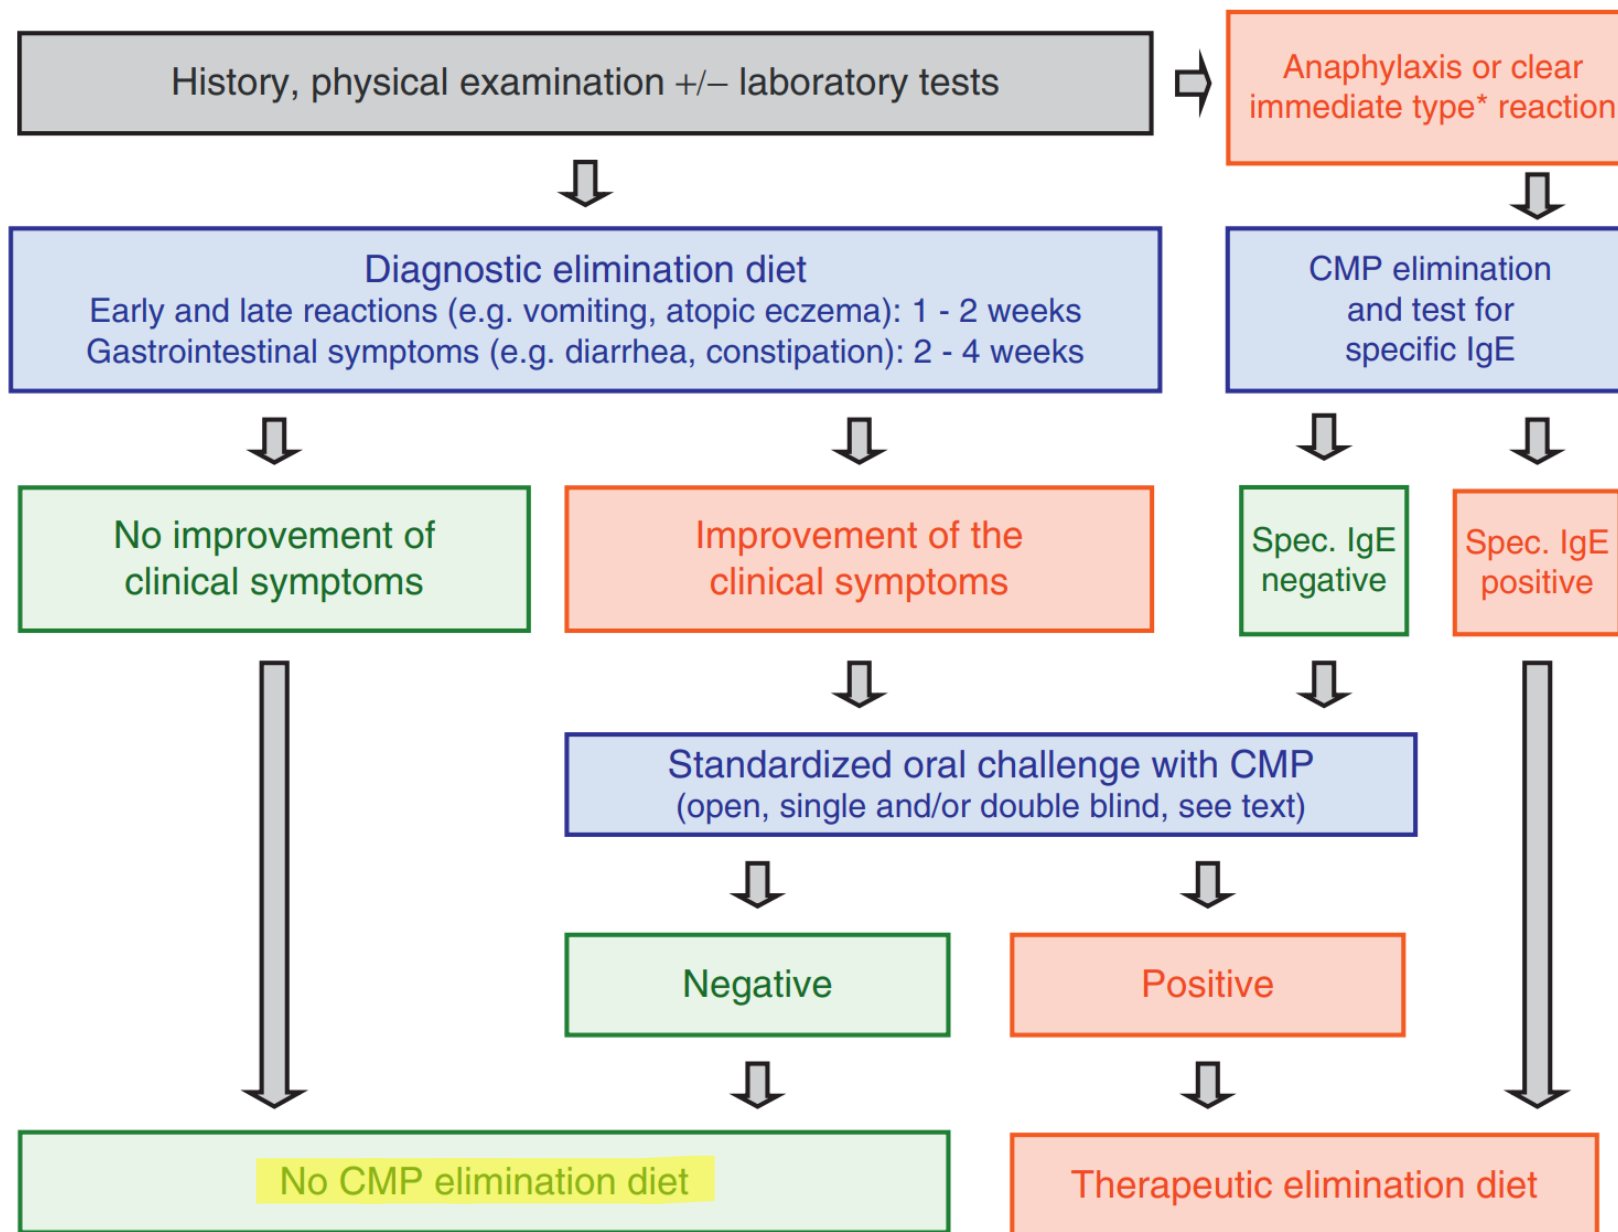 History, physical examination +/– laboratory tests
Anaphylaxis or clear
immediate type* reaction
Diagnostic elimination diet
Early and late reactions (e.g. vomiting, atopic eczema): 1 - 2 weeks
Gastrointestinal symptoms (e.g. diarrhea, constipation): 2 - 4 weeks
CMP elimination
and test for
specific IgE
No improvement of
clinical symptoms
Improvement of the
clinical symptoms
Spec. IgE
negative
Spec. IgE
positive
Standardized oral challenge with CMP
(open, single and/or double blind, see text)
Negative
Positive
No CMP elimination diet
Therapeutic elimination diet